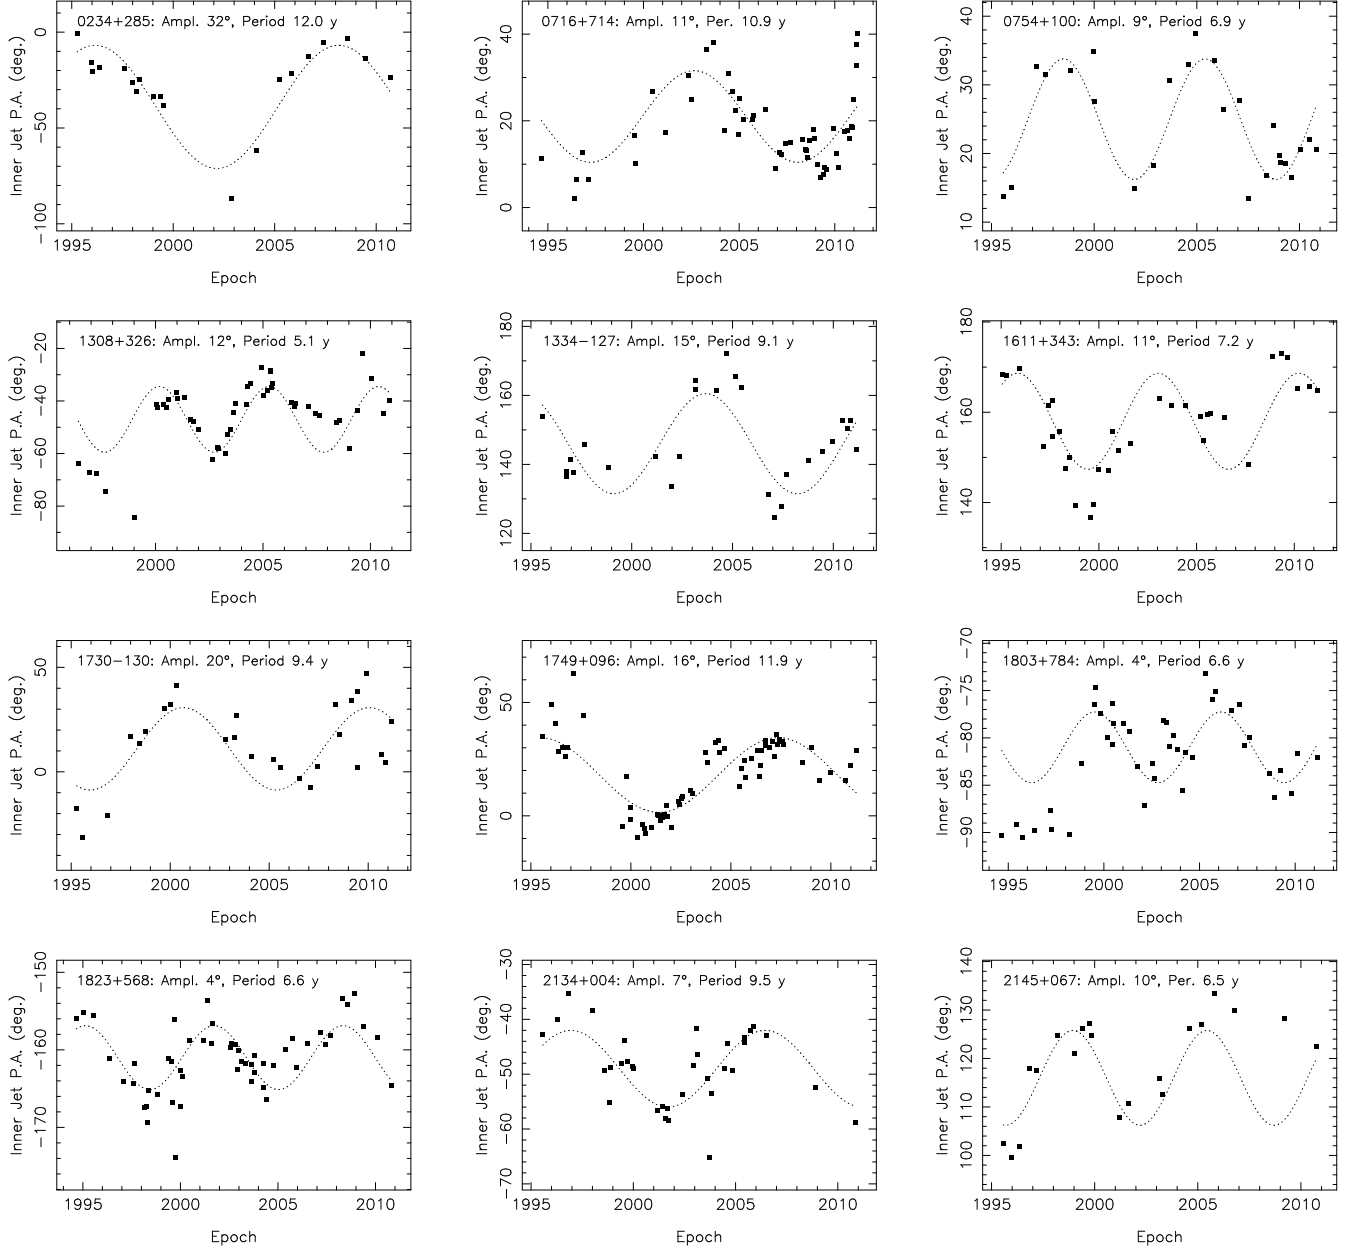 0234+285: Ampl. 32°, Period 12.0 y
Inner Jet P.A. (deg.)
0
−50
−100
1995 2000 2005 2010
Epoch
0716+714: Ampl. 11°, Per. 10.9 y
Inner Jet P.A. (deg.)
40
20
0
1995 2000 2005 2010
Epoch
0754+100: Ampl. 9°, Period 6.9 y
Inner Jet P.A. (deg.)
40
30
20
10
1995 2000 2005 2010
Epoch
1308+326: Ampl. 12°, Period 5.1 y
Inner Jet P.A. (deg.)
−20
−40
−60
−80
2000 2005 2010
Epoch
1334−127: Ampl. 15°, Period 9.1 y
Inner Jet P.A. (deg.)
180
160
140
120
1995 2000 2005 2010
Epoch
1611+343: Ampl. 11°, Period 7.2 y
Inner Jet P.A. (deg.)
180
160
140
1995 2000 2005 2010
Epoch
1730−130: Ampl. 20°, Period 9.4 y
Inner Jet P.A. (deg.)
50
0
1995 2000 2005 2010
Epoch
1749+096: Ampl. 16°, Period 11.9 y
Inner Jet P.A. (deg.)
50
0
1995 2000 2005 2010
Epoch
1803+784: Ampl. 4°, Period 6.6 y
Inner Jet P.A. (deg.)
−70
−75
−80
−85
−90
1995 2000 2005 2010
Epoch
1823+568: Ampl. 4°, Period 6.6 y
Inner Jet P.A. (deg.)
−150
−160
−170
1995 2000 2005 2010
Epoch
2134+004: Ampl. 7°, Period 9.5 y
Inner Jet P.A. (deg.)
−30
−40
−50
−60
−70
1995 2000 2005 2010
Epoch
2145+067: Ampl. 10°, Per. 6.5 y
Inner Jet P.A. (deg.)
140
130
120
110
100
1995 2000 2005 2010
Epoch